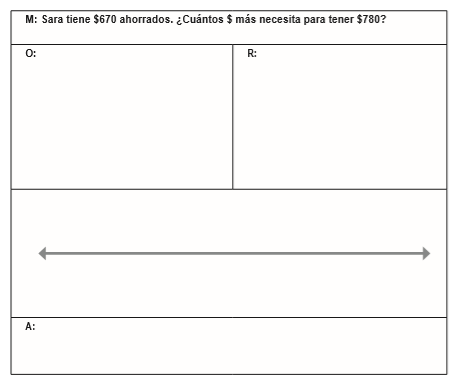 M: Sara tiene $670 ahorrados. ¿Cuántos $ más necesita para tener $780?
O:
R:
A: